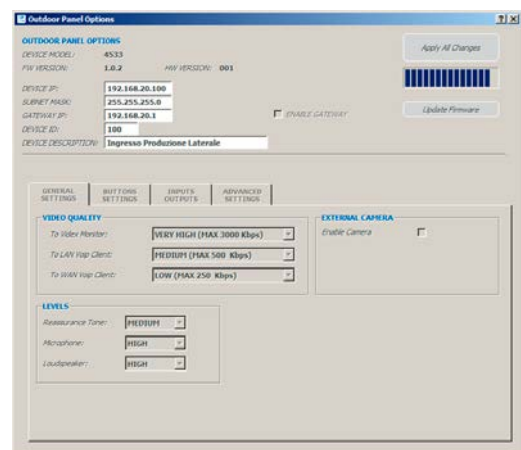 Outdoor Panel Options
OUTDOOR PANEL OPTIONS
DEVICE MODEL: 4533
FW VERSION: 1.0.2 HW VERSION: 001
Apply All Changes
DEVICE IP: 192.168.20.100
SUBNET MASK: 255.255.255.0
GATEWAY IP: 192.168.20.1 ENABLE GATEWAY
Update Firmware
DEVICE ID: 100
DEVICE DESCRIPTION: Ingresso Produzione Laterale
GENERAL SETTINGS
BUTTONS SETTINGS
INPUTS OUTPUTS
ADVANCED SETTINGS
VIDEO QUALITY
To Videx Monitor: VERY HIGH (MAX 3000 Kbps)
To LAN Voip Client: MEDIUM (MAX 500 Kbps)
To WAN Voip Client: LOW (MAX 250 Kbps)
EXTERNAL CAMERA
Enable Camera
LEVELS
Reassurance Tone: MEDIUM
Microphone: HIGH
Loudspeaker: HIGH